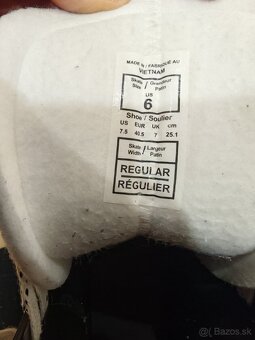 MADE IN / FABRIQUÉ AU
VIETNAM
Skate Size / Grandeur Patin
US
6
Shoe / Soulier
US EUR UK cm
7.5 40.5 7 25.1
Skate Width / Largeur Patin
REGULAR
RÉGULIER
© Bazos.sk